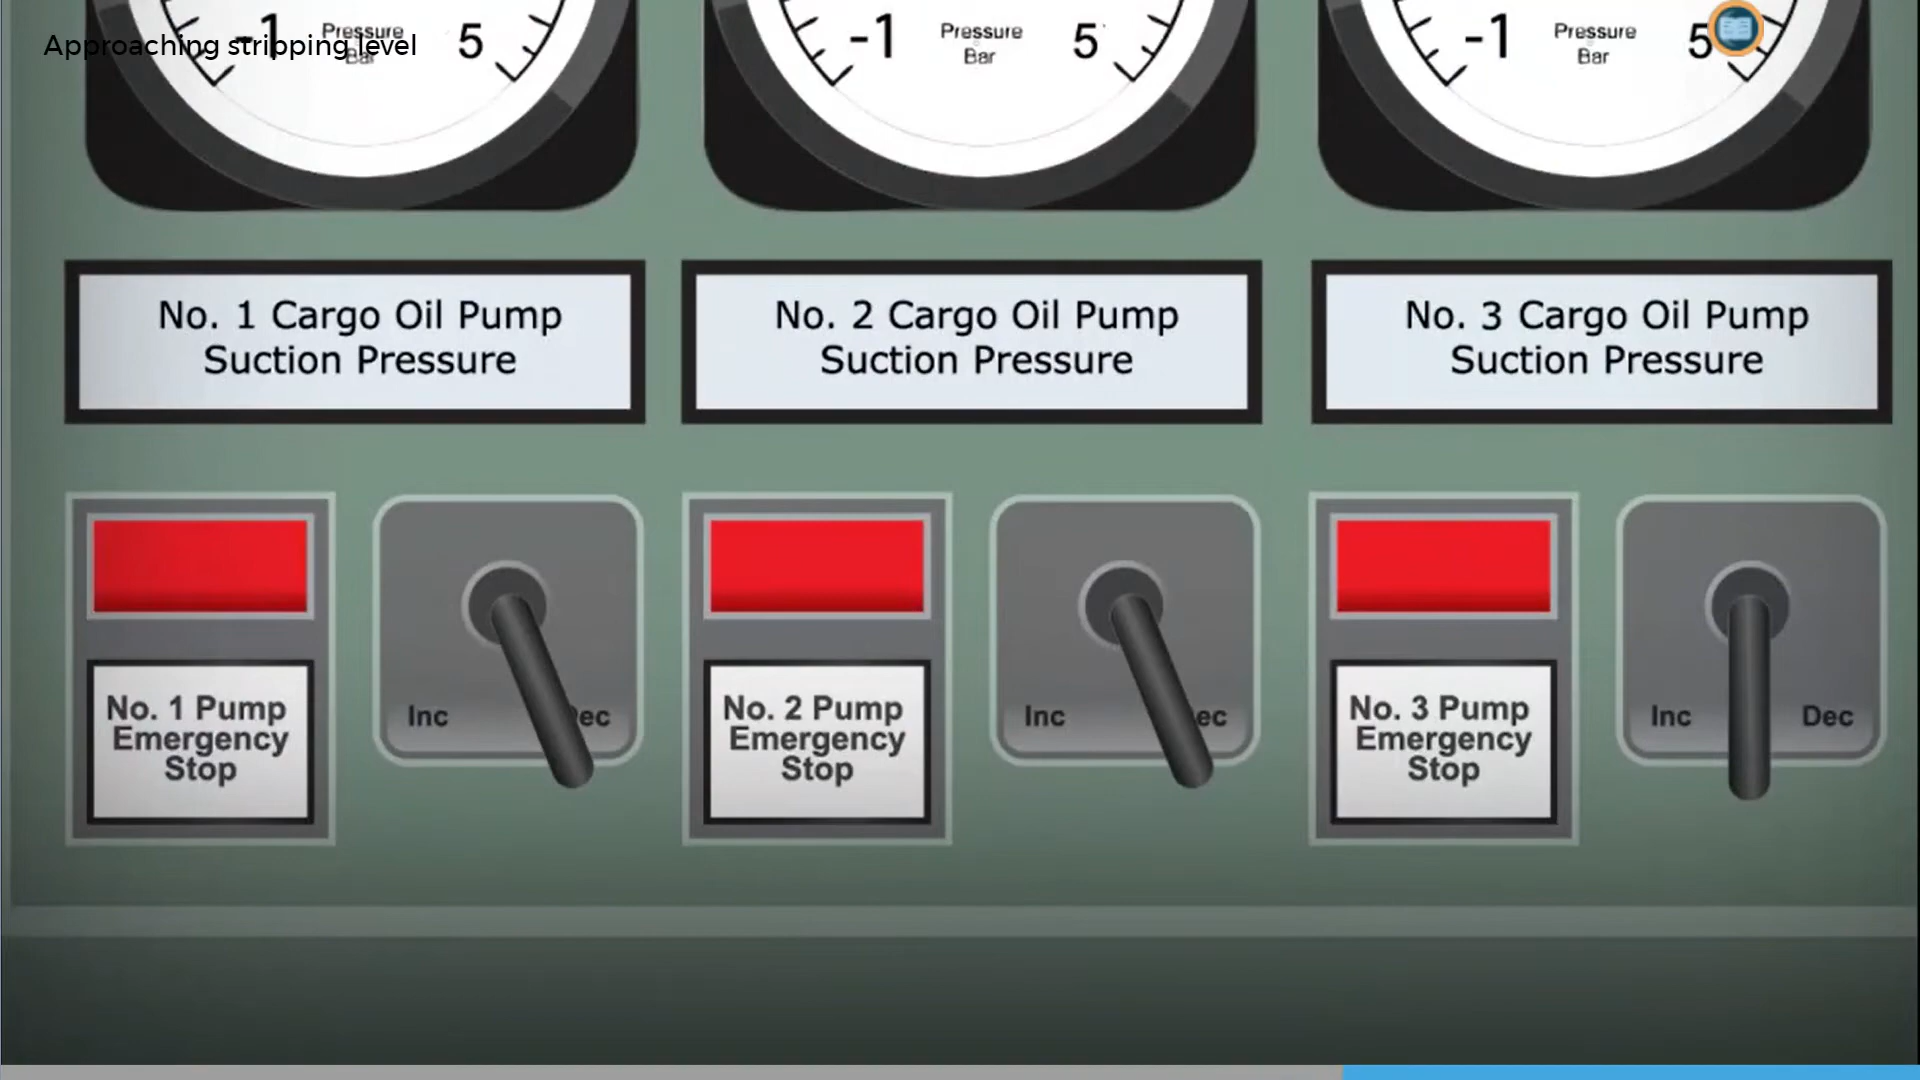 Approaching stripping level
-1 Pressure Bar 5
-1 Pressure Bar 5
-1 Pressure Bar 5
No. 1 Cargo Oil Pump
Suction Pressure
No. 2 Cargo Oil Pump
Suction Pressure
No. 3 Cargo Oil Pump
Suction Pressure
No. 1 Pump
Emergency
Stop
Inc
ec
No. 2 Pump
Emergency
Stop
Inc
ec
No. 3 Pump
Emergency
Stop
Inc
Dec